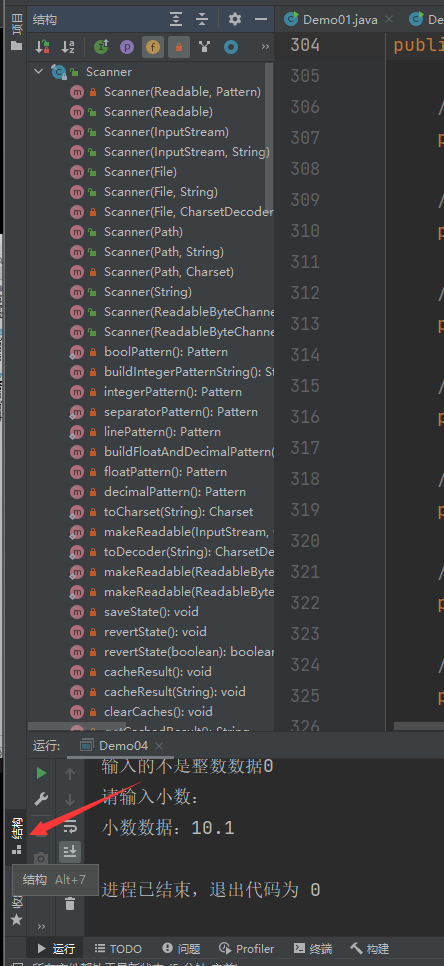 项目
结构
Demo01.java
De
Scanner
Scanner(Readable, Pattern)
Scanner(Readable)
Scanner(InputStream)
Scanner(InputStream, String)
Scanner(File)
Scanner(File, String)
Scanner(File, CharsetDecoder
Scanner(Path)
Scanner(Path, String)
Scanner(Path, Charset)
Scanner(String)
Scanner(ReadableByteChanne
Scanner(ReadableByteChanne
boolPattern(): Pattern
buildIntegerPatternString(): St
integerPattern(): Pattern
separatorPattern(): Pattern
linePattern(): Pattern
buildFloatAndDecimalPattern(
floatPattern(): Pattern
decimalPattern(): Pattern
toCharset(String): Charset
makeReadable(InputStream, 
toDecoder(String): CharsetDe
makeReadable(ReadableByte
makeReadable(ReadableByte
saveState(): void
revertState(): void
revertState(boolean): boolean
cacheResult(): void
cacheResult(String): void
clearCaches(): void
getCachedResult(): String
304 publi
305
306 /
307 p
308
309 /
310 p
311
312 /
313 p
314
315 /
316 p
317
318 /
319 p
320
321 /
322 p
323
324 /
325 p
326
运行: Demo04
输入的不是整数数据0
请输入小数：
小数数据：10.1
进程已结束，退出代码为 0
结构
结构 Alt+7
运行 TODO 问题 Profiler 终端 构建